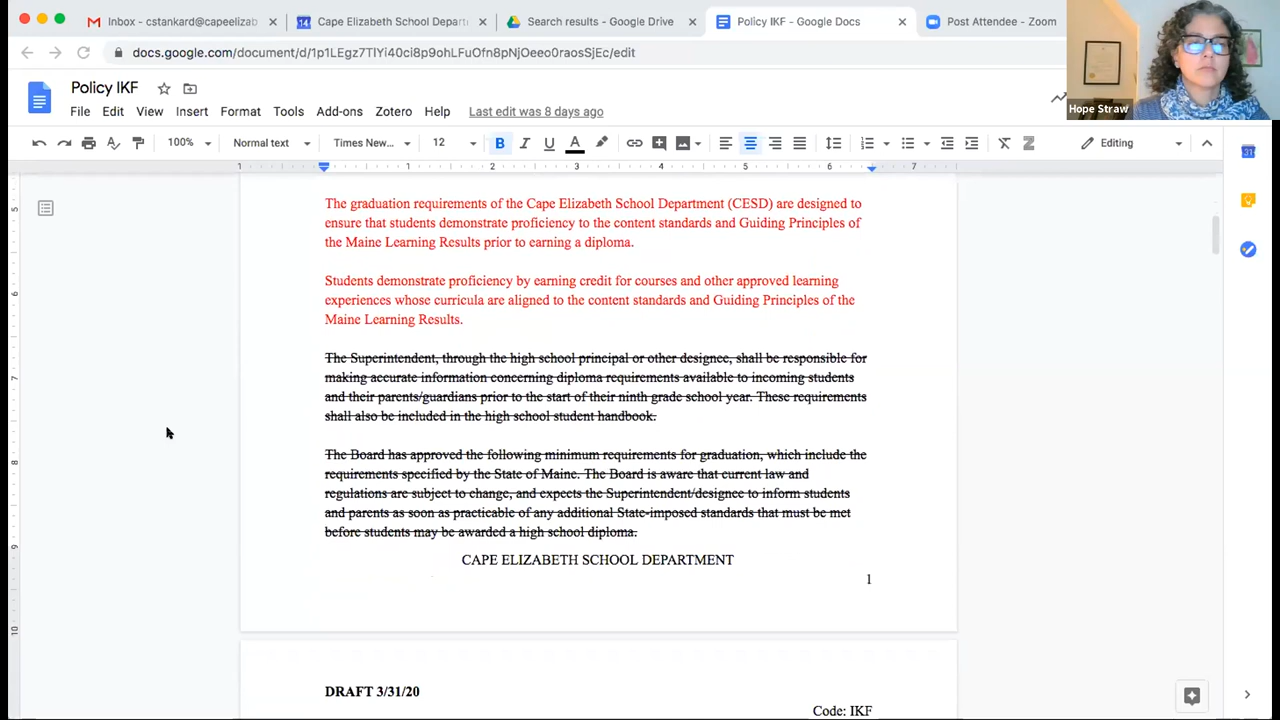 Inbox - cstankard@capeelizab
Cape Elizabeth School Depart
Search results - Google Drive
Policy IKF - Google Docs
Post Attendee - Zoom
docs.google.com/document/d/1p1LEgz7TIYi40ci8p9ohLFuOfn8pNjOeeo0raosSjEc/edit
Policy IKF
Hope Straw
File Edit View Insert Format Tools Add-ons Zotero Help Last edit was 8 days ago
100% Normal text Times New... 12 B I U A Editing
1 1 2 3 4 5 6 7
The graduation requirements of the Cape Elizabeth School Department (CESD) are designed to
ensure that students demonstrate proficiency to the content standards and Guiding Principles of
the Maine Learning Results prior to earning a diploma.
Students demonstrate proficiency by earning credit for courses and other approved learning
experiences whose curricula are aligned to the content standards and Guiding Principles of the
Maine Learning Results.
The Superintendent, through the high school principal or other designee, shall be responsible for
making accurate information concerning diploma requirements available to incoming students
and their parents/guardians prior to the start of their ninth grade school year. These requirements
shall also be included in the high school student handbook.
The Board has approved the following minimum requirements for graduation, which include the
requirements specified by the State of Maine. The Board is aware that current law and
regulations are subject to change, and expects the Superintendent/designee to inform students
and parents as soon as practicable of any additional State-imposed standards that must be met
before students may be awarded a high school diploma.
CAPE ELIZABETH SCHOOL DEPARTMENT
1
DRAFT 3/31/20
Code: IKF